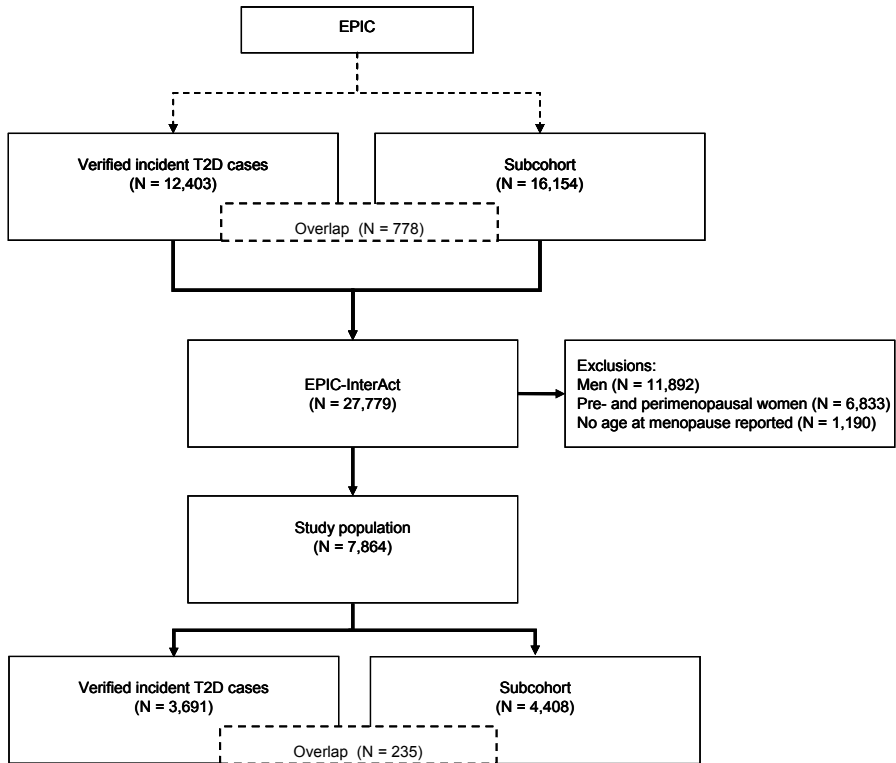 EPIC
Verified incident T2D cases
(N = 12,403)
Subcohort
(N = 16,154)
Overlap (N = 778)
EPIC-InterAct
(N = 27,779)
Exclusions:
Men (N = 11,892)
Pre- and perimenopausal women (N = 6,833)
No age at menopause reported (N = 1,190)
Study population
(N = 7,864)
Verified incident T2D cases
(N = 3,691)
Subcohort
(N = 4,408)
Overlap (N = 235)